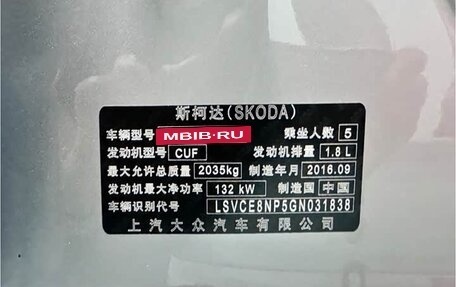 斯柯达(SKODA)
车辆型号 MBIB·RU 乘坐人数 5
发动机型号 CUF 发动机排量 1.8 L
最大允许总质量 2035kg 制造年月 2016.09
发动机最大净功率 132 kW 制造国 中国
车辆识别代号 LSVCE8NP5GN031838
上汽大众汽车有限公司